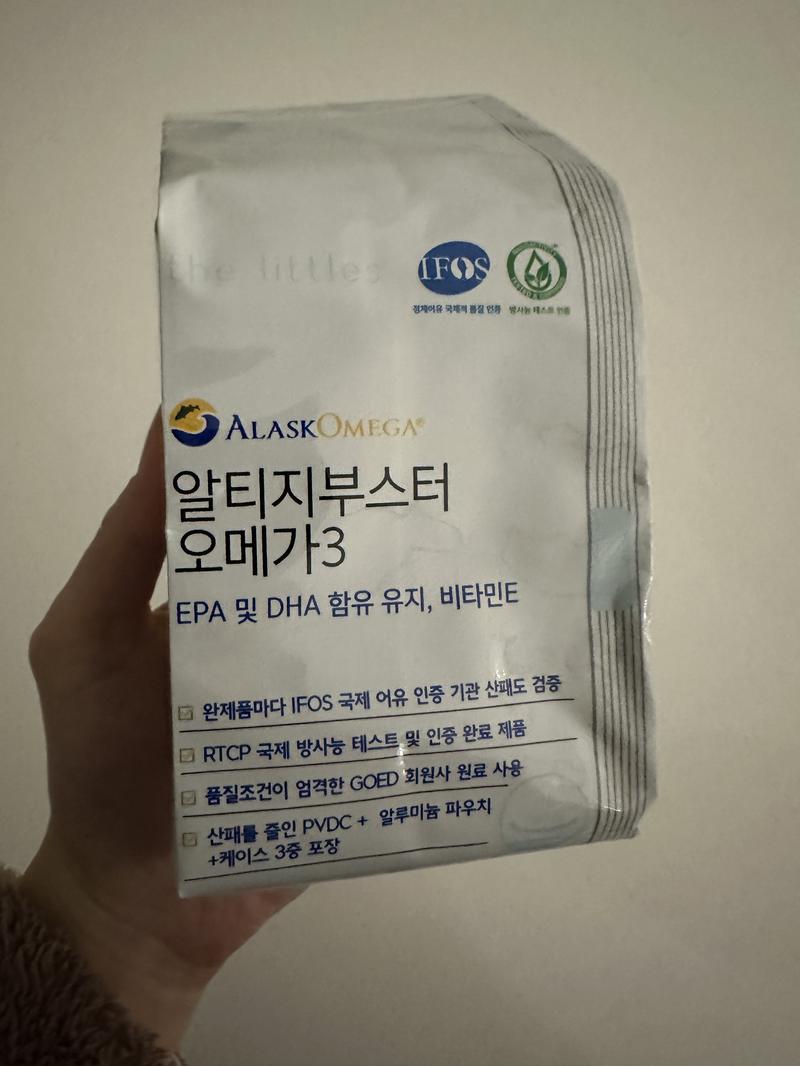 the littles
IFOS
정제어유 국제적 품질 인증
방사능 테스트 인증
ALASKOMEGA®
알티지부스터
오메가3
EPA 및 DHA 함유 유지, 비타민E
완제품마다 IFOS 국제 어유 인증 기관 산패도 검증
RTCP 국제 방사능 테스트 및 인증 완료 제품
품질조건이 엄격한 GOED 회원사 원료 사용
산패를 줄인 PVDC + 알루미늄 파우치
+케이스 3중 포장